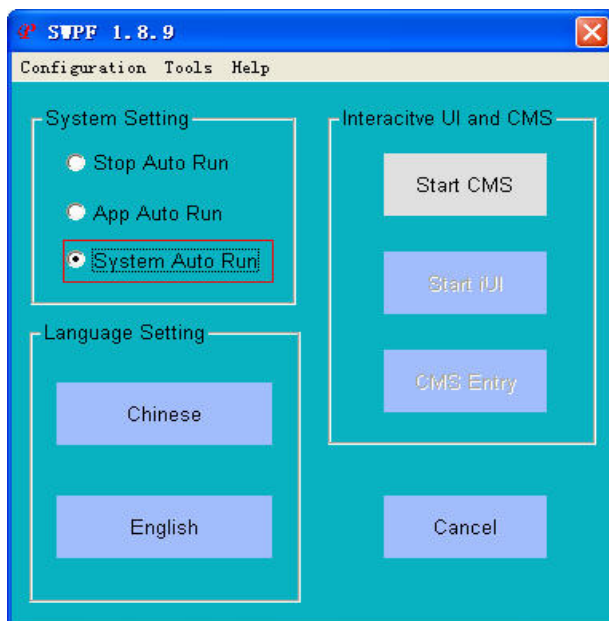 SWPF 1.8.9
Configuration Tools Help
System Setting
Stop Auto Run
App Auto Run
System Auto Run
Language Setting
Chinese
English
Interacitve UI and CMS
Start CMS
Start iUI
CMS Entry
Cancel